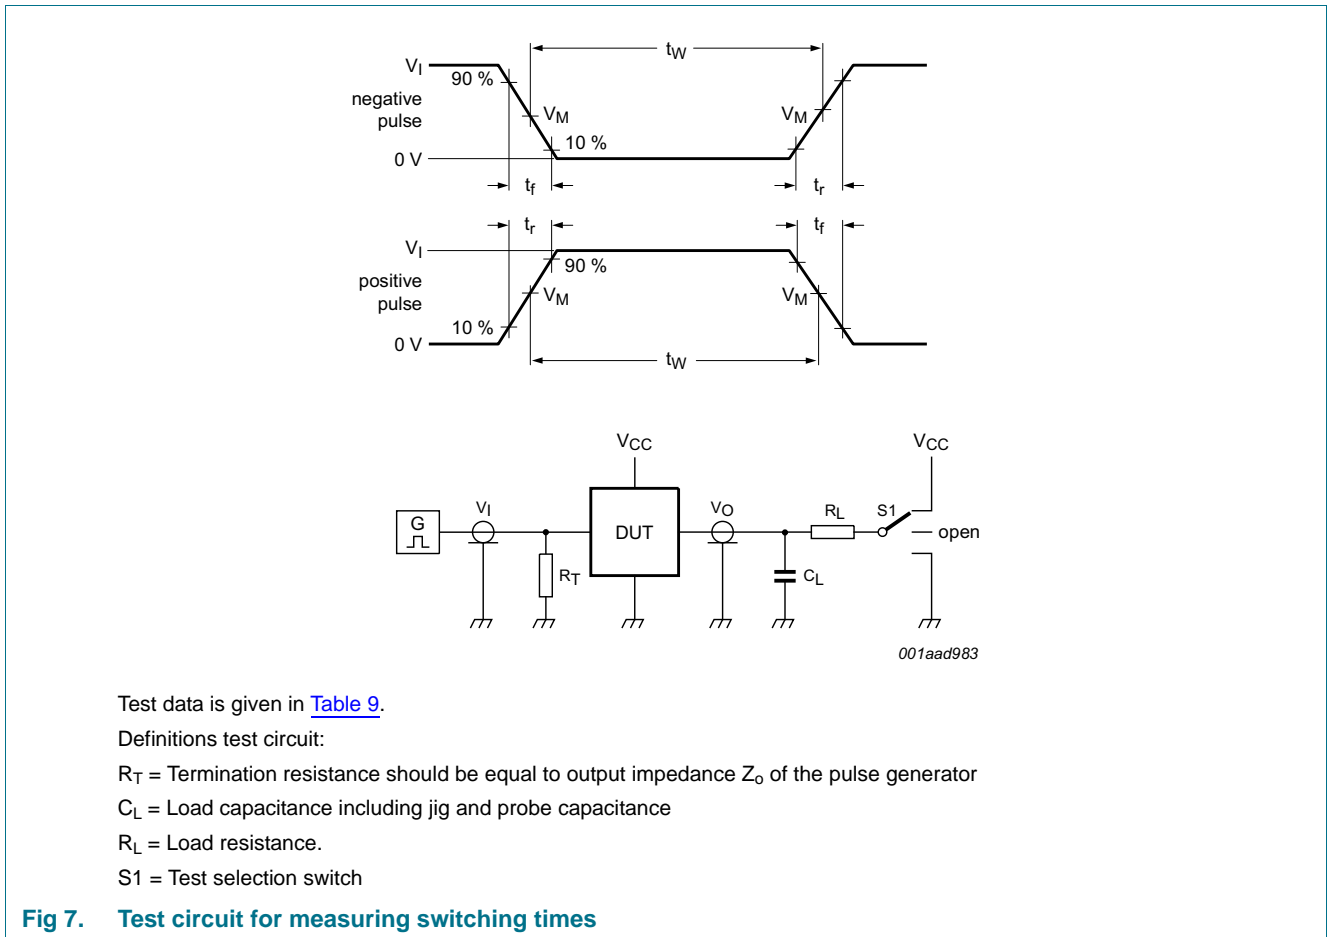 tW
VI
90 %
negative
pulse
VM
VM
10 %
0 V
tf
tr
tr
tf
VI
90 %
positive
pulse
VM
VM
10 %
0 V
tW
VCC
VCC
G
VI
DUT
VO
RL
S1
open
RT
CL
001aad983
Test data is given in Table 9.
Definitions test circuit:
RT = Termination resistance should be equal to output impedance Zo of the pulse generator
CL = Load capacitance including jig and probe capacitance
RL = Load resistance.
S1 = Test selection switch
Fig 7. Test circuit for measuring switching times